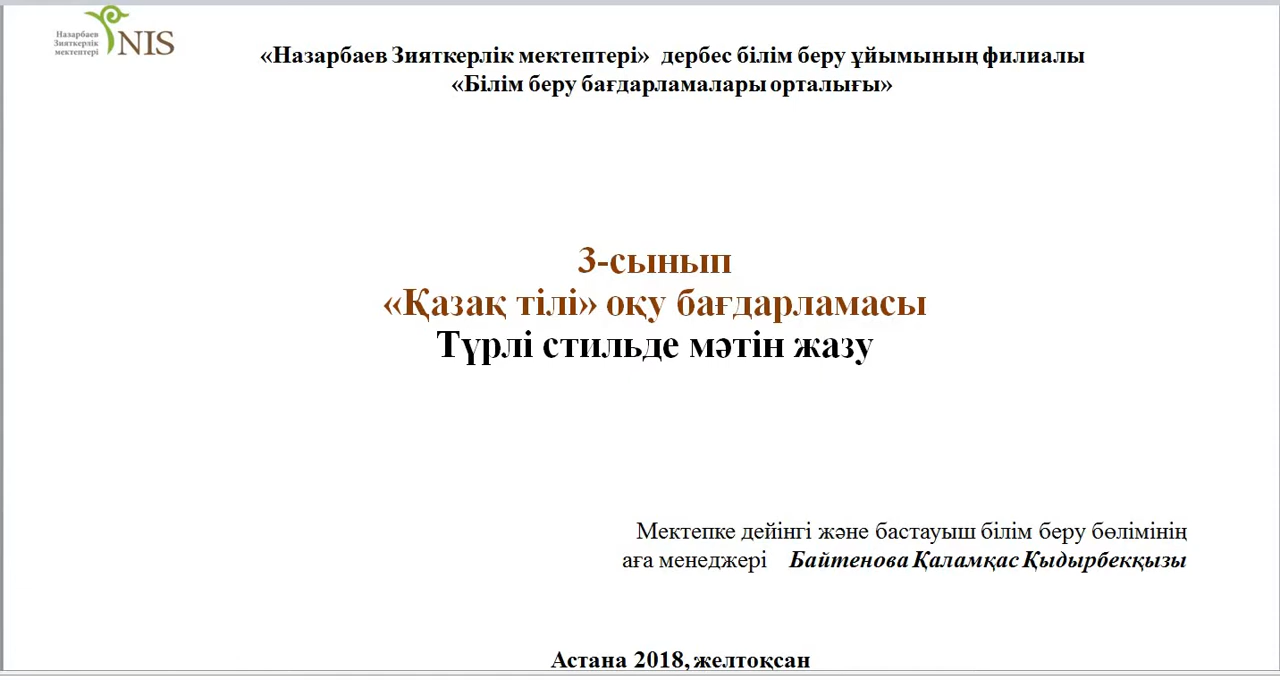 Назарбаев
Зияткерлік
мектептері
NIS
«Назарбаев Зияткерлік мектептері» дербес білім беру ұйымының филиалы
«Білім беру бағдарламалары орталығы»
3-сынып
«Қазақ тілі» оқу бағдарламасы
Түрлі стильде мәтін жазу
Мектепке дейінгі және бастауыш білім беру бөлімінің
аға менеджері Байтенова Қаламқас Қыдырбекқызы
Астана 2018, желтоқсан